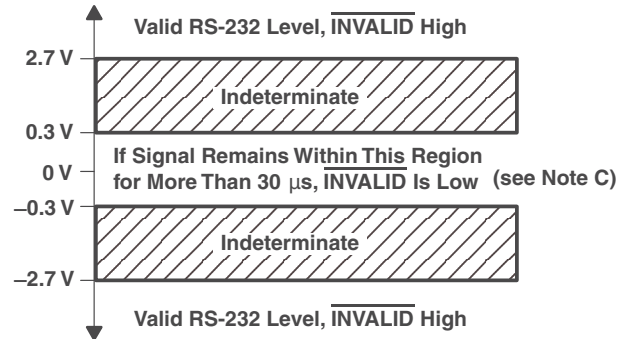 Valid RS-232 Level, INVALID High
2.7 V
Indeterminate
0.3 V
If Signal Remains Within This Region
0 V
for More Than 30 μs, INVALID Is Low (see Note C)
−0.3 V
Indeterminate
−2.7 V
Valid RS-232 Level, INVALID High